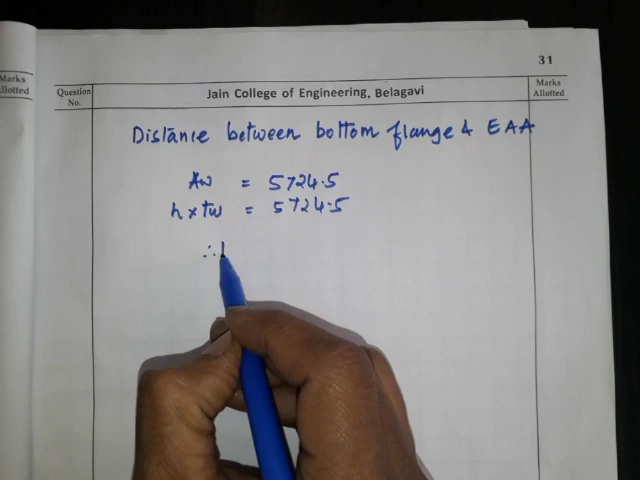 31
Marks
Allotted
Question
No.
Jain College of Engineering, Belagavi
Marks
Allotted
Distance between bottom flange & EAA
Aw = 5724.5
h x tw = 5724.5
∴